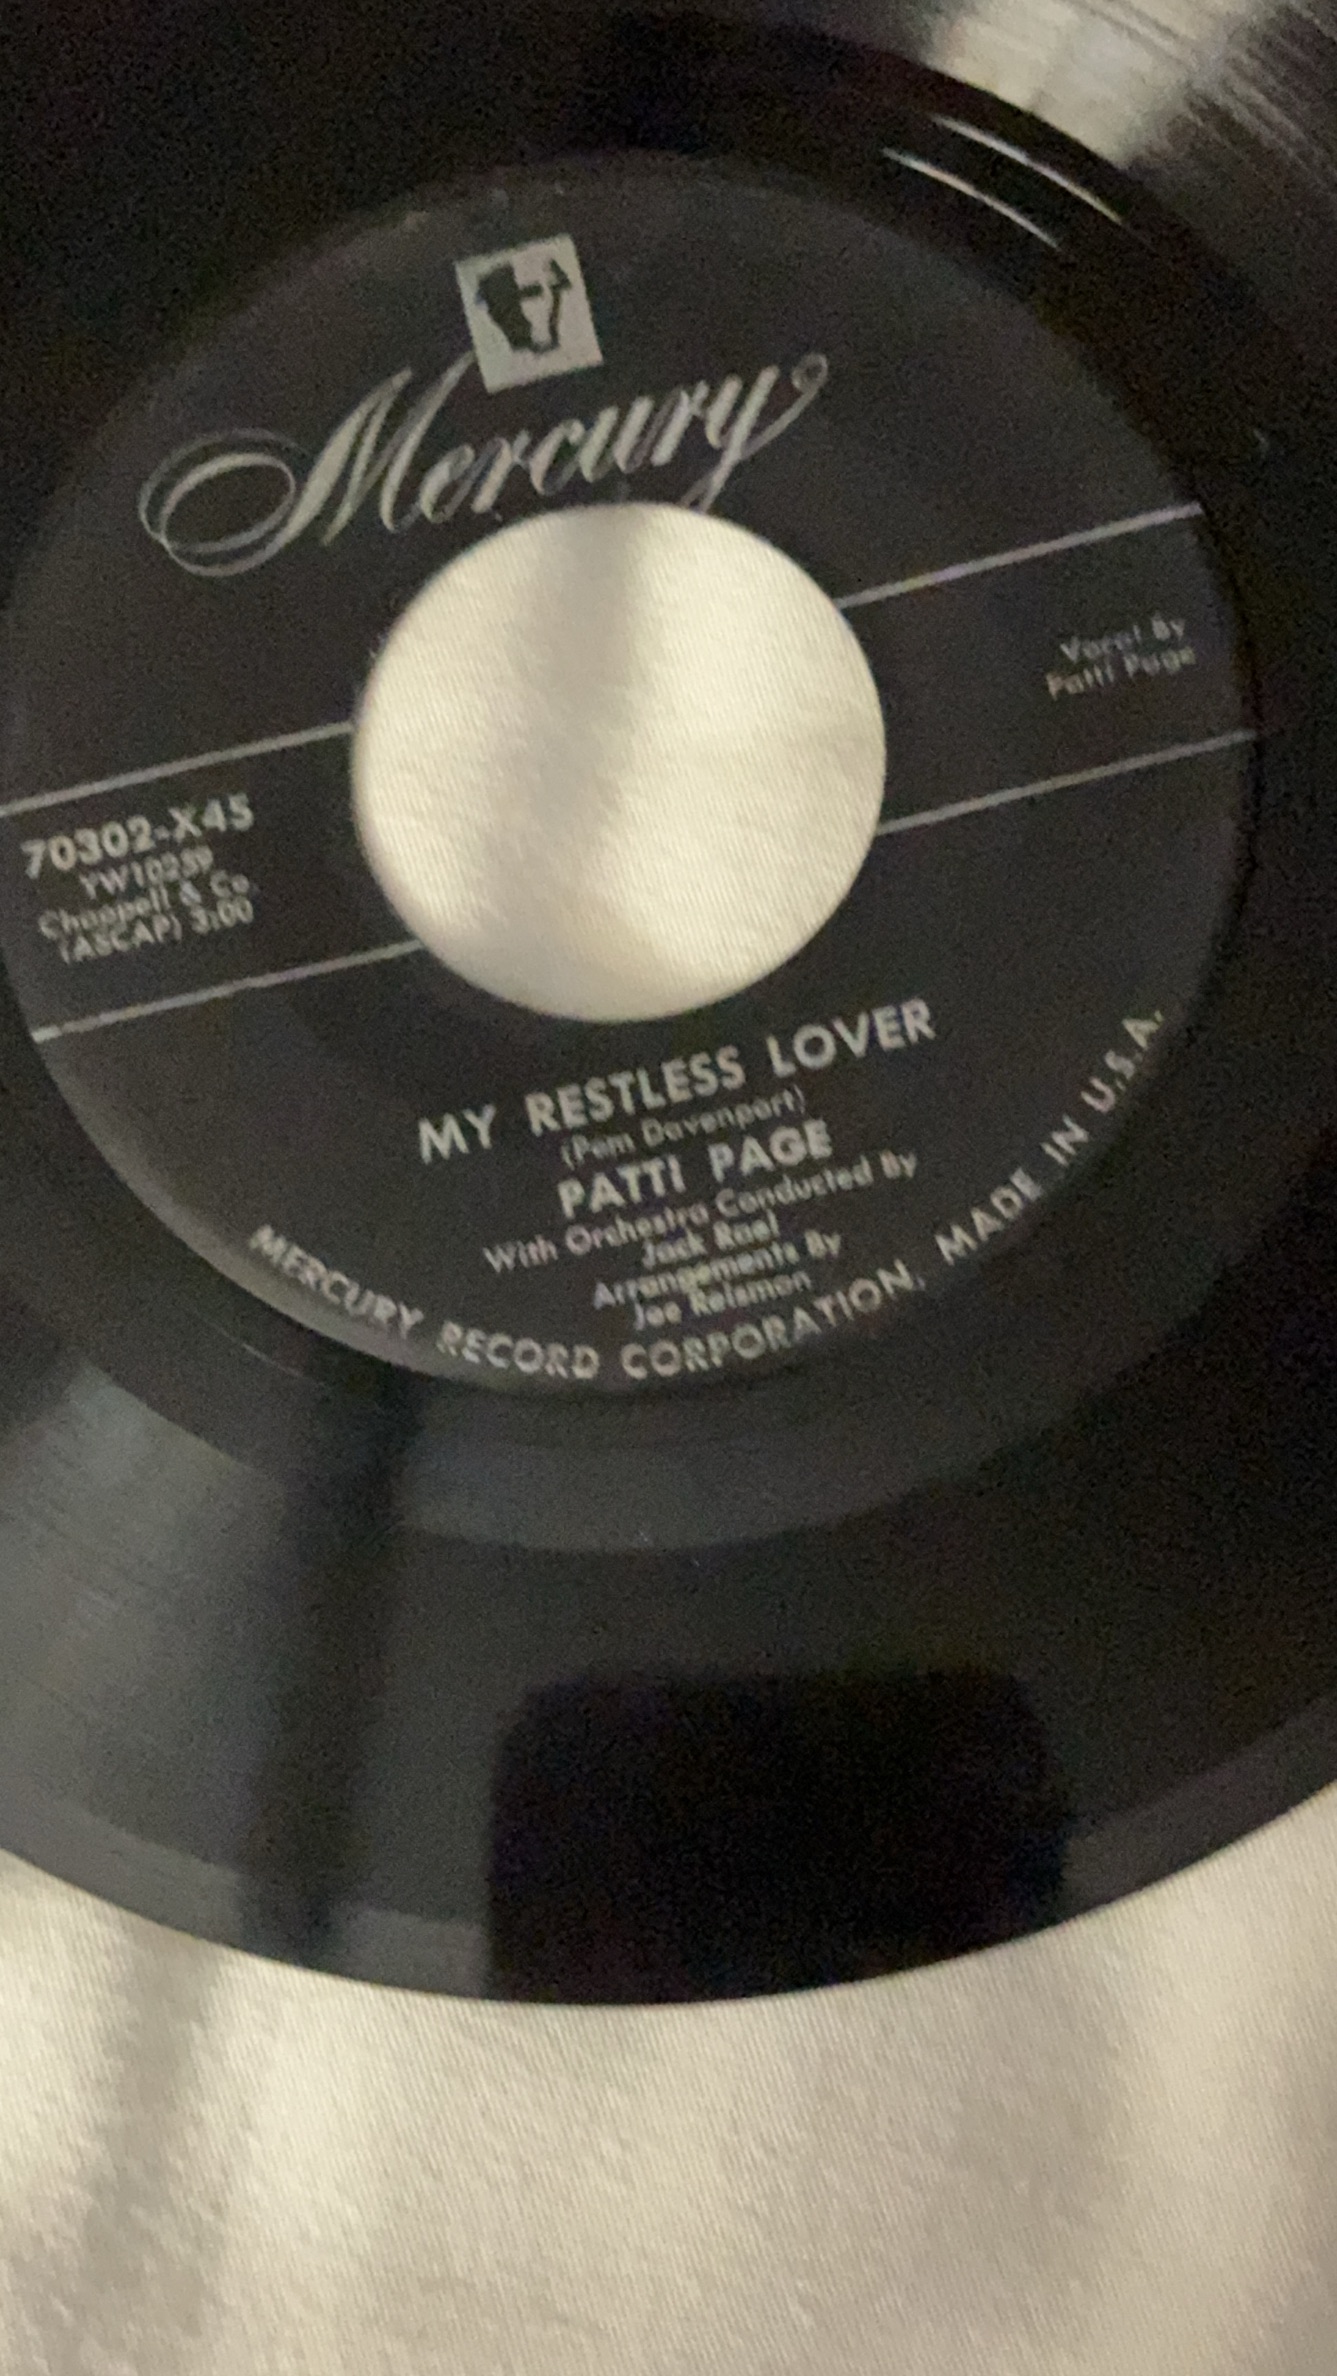 Mercury
Vocal By
Patti Page
70302-X45
YW10259
Chappell & Co.
(ASCAP) 3:00
MY RESTLESS LOVER
(Pam Davenport)
PATTI PAGE
With Orchestra Conducted By
Jack Rael
Arrangements By
Joe Reisman
MERCURY RECORD CORPORATION, MADE IN U.S.A.